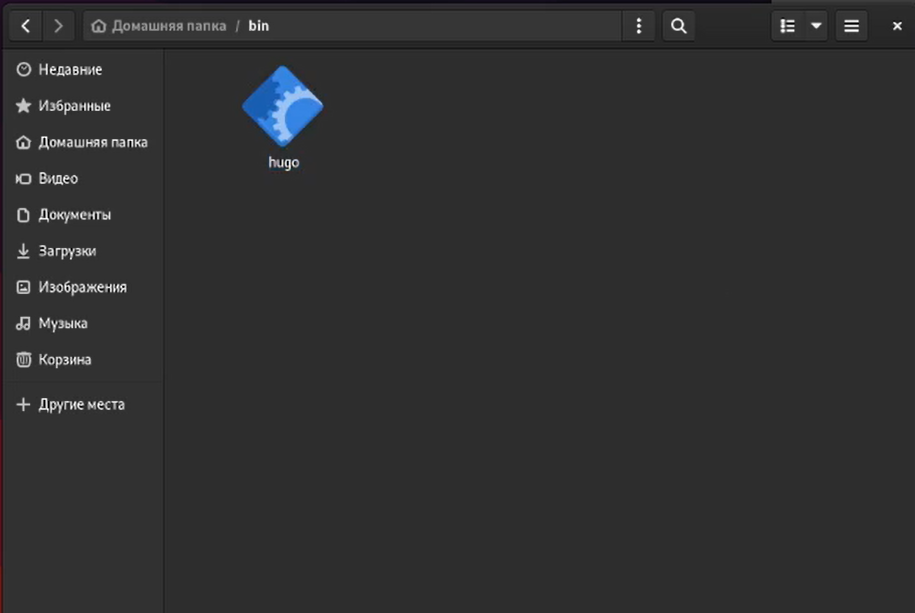 Домашняя папка / bin
Недавние
Избранные
Домашняя папка
Видео
Документы
Загрузки
Изображения
Музыка
Корзина
Другие места
hugo